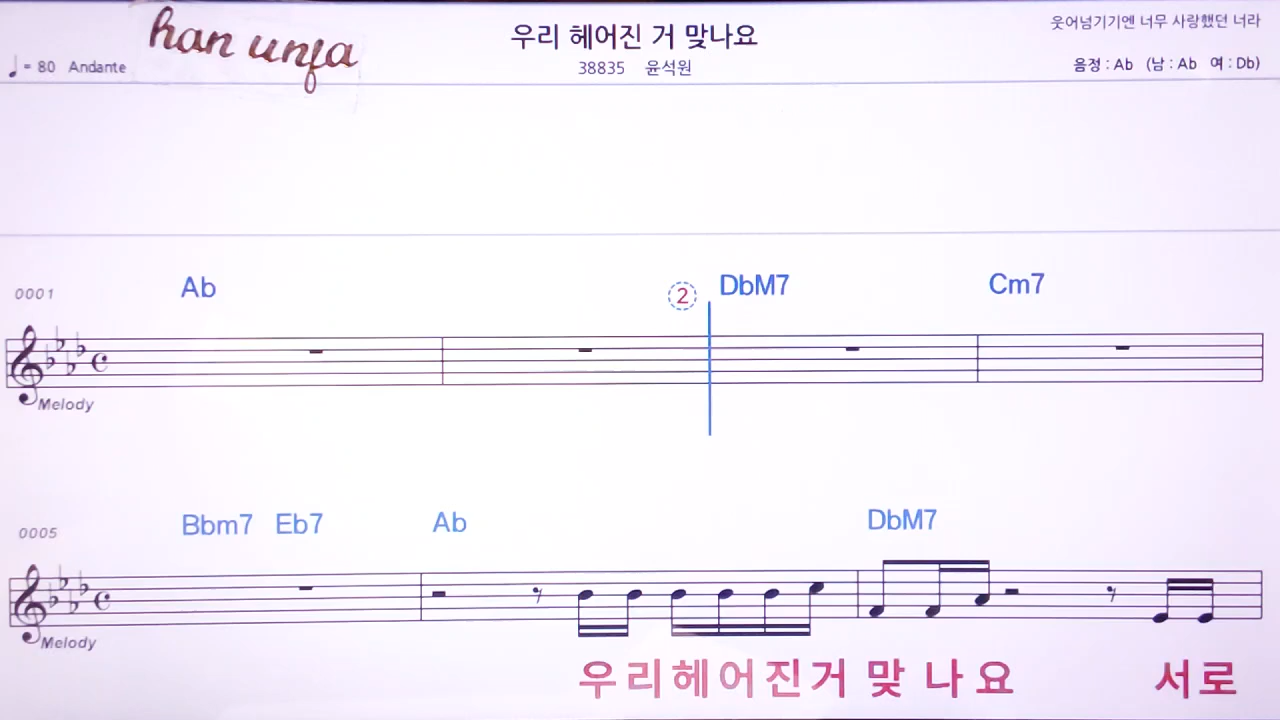 han unfa
우리 헤어진 거 맞나요
웃어넘기기엔 너무 사랑했던 너라
♩ = 80 Andante
38835 윤석원
음정 : Ab (남 : Ab 여 : Db)
0001
Ab
②
DbM7
Cm7
Melody
0005
Bbm7 Eb7 Ab DbM7
Melody
우리헤어진거 맞 나 요 서로